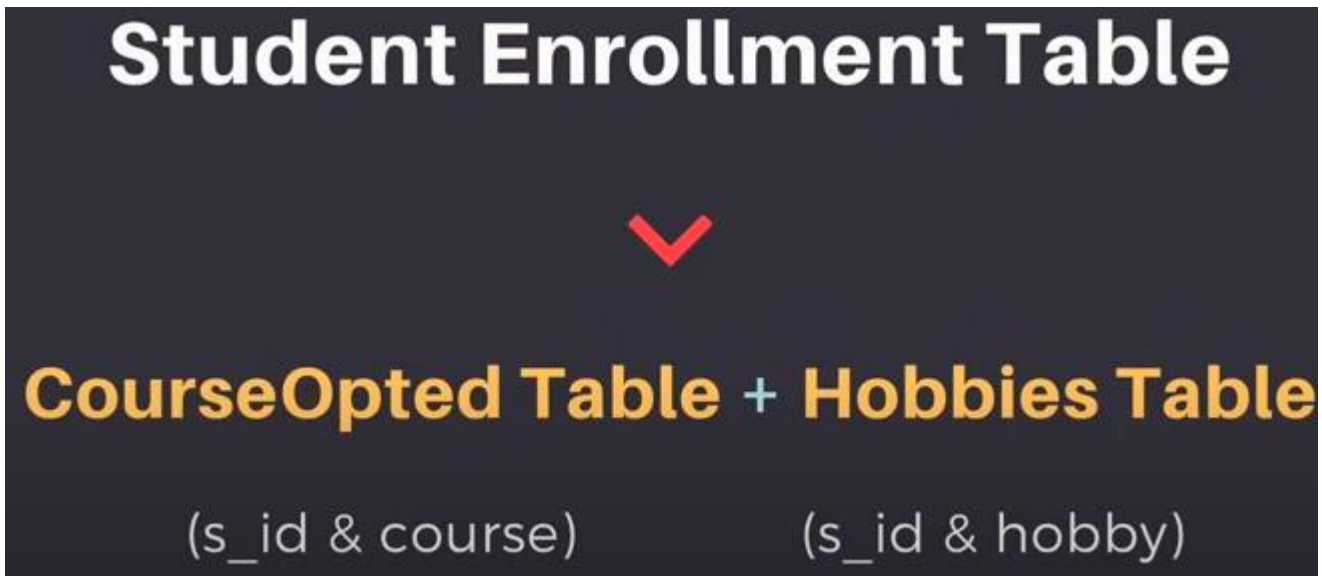 Student Enrollment Table
CourseOpted Table + Hobbies Table
(s_id & course) (s_id & hobby)